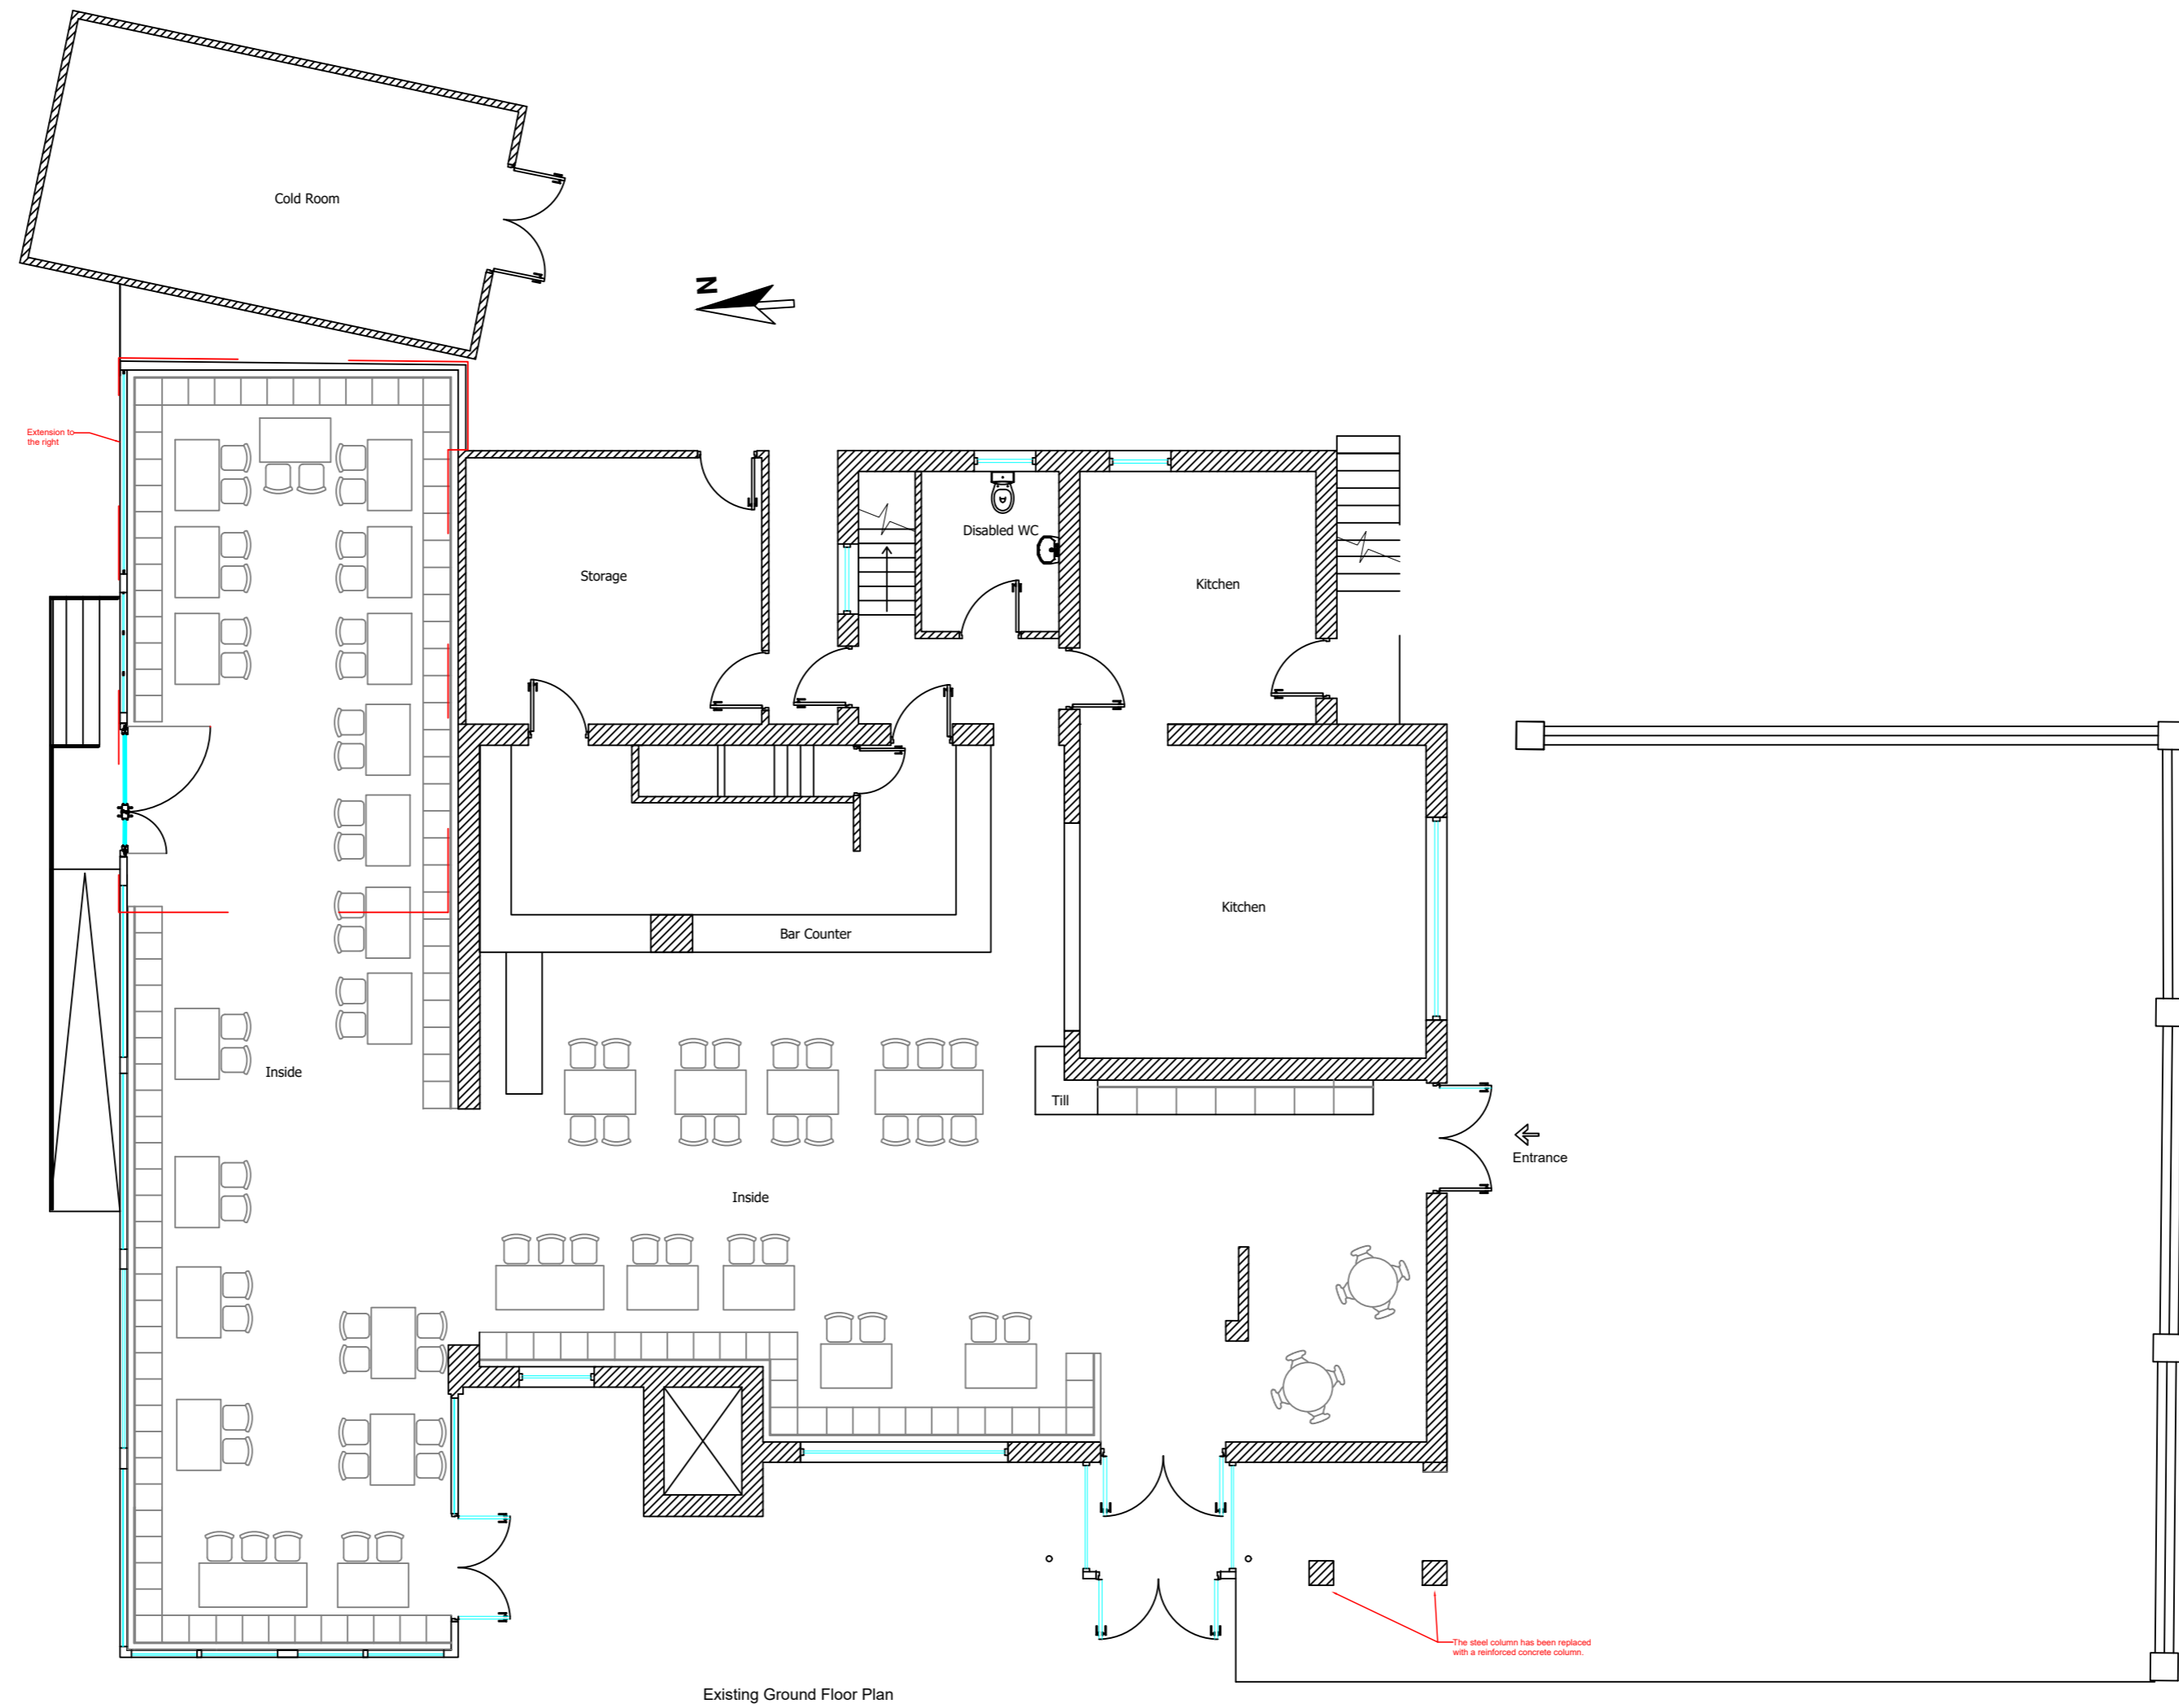 Cold Room
N
Extension to
the right
Disabled WC
Storage
Kitchen
Kitchen
Bar Counter
Inside
Till
Entrance
Inside
The steel column has been replaced
with a reinforced concrete column.
Existing Ground Floor Plan